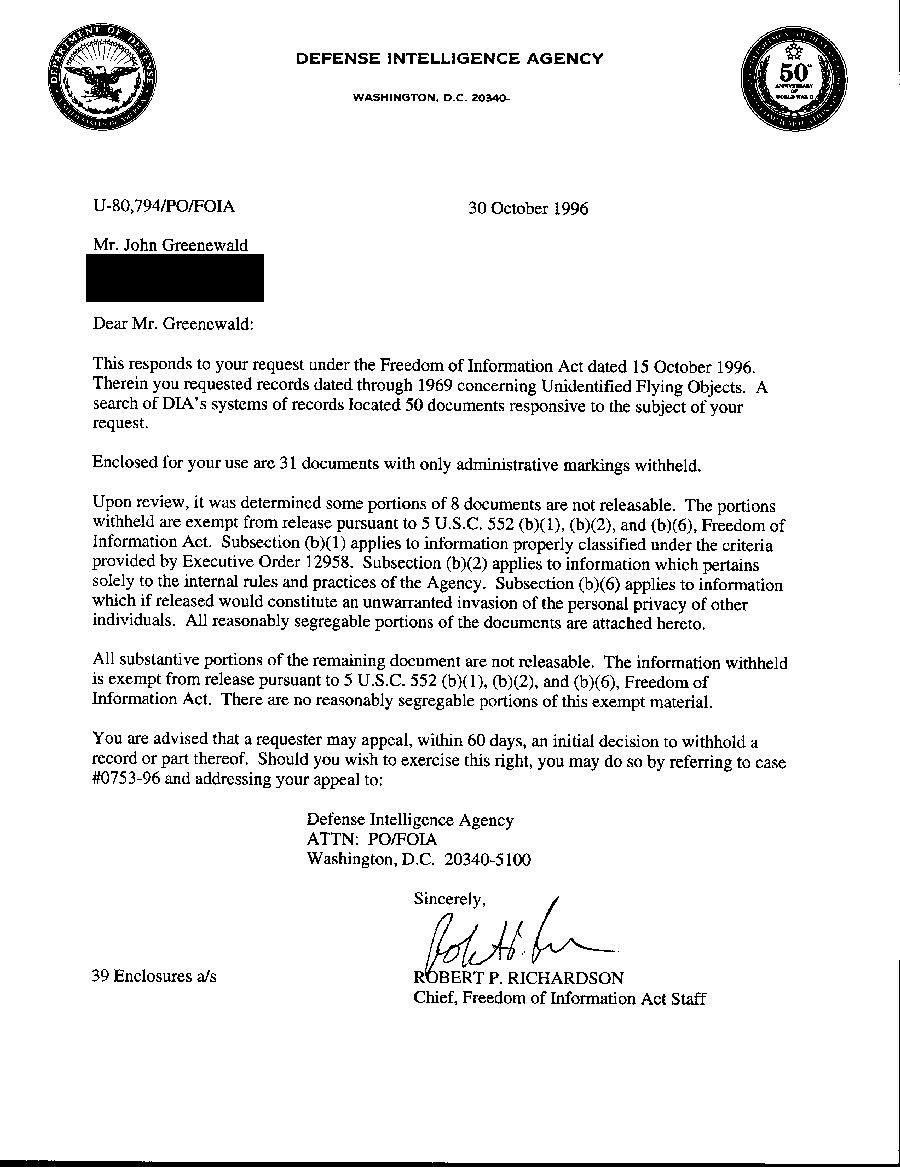 DEPARTMENT OF DEFENSE
DEFENSE INTELLIGENCE AGENCY
WASHINGTON, D.C. 20340-
50
ANNIVERSARY
OF
WORLD WAR II
U-80,794/PO/FOIA 30 October 1996
Mr. John Greenewald
Dear Mr. Greenewald:
This responds to your request under the Freedom of Information Act dated 15 October 1996.
Therein you requested records dated through 1969 concerning Unidentified Flying Objects. A
search of DIA's systems of records located 50 documents responsive to the subject of your
request.
Enclosed for your use are 31 documents with only administrative markings withheld.
Upon review, it was determined some portions of 8 documents are not releasable. The portions
withheld are exempt from release pursuant to 5 U.S.C. 552 (b)(1), (b)(2), and (b)(6), Freedom of
Information Act. Subsection (b)(1) applies to information properly classified under the criteria
provided by Executive Order 12958. Subsection (b)(2) applies to information which pertains
solely to the internal rules and practices of the Agency. Subsection (b)(6) applies to information
which if released would constitute an unwarranted invasion of the personal privacy of other
individuals. All reasonably segregable portions of the documents are attached hereto.
All substantive portions of the remaining document are not releasable. The information withheld
is exempt from release pursuant to 5 U.S.C. 552 (b)(1), (b)(2), and (b)(6), Freedom of
Information Act. There are no reasonably segregable portions of this exempt material.
You are advised that a requester may appeal, within 60 days, an initial decision to withhold a
record or part thereof. Should you wish to exercise this right, you may do so by referring to case
#0753-96 and addressing your appeal to:
Defense Intelligence Agency
ATTN: PO/FOIA
Washington, D.C. 20340-5100
Sincerely,
39 Enclosures a/s ROBERT P. RICHARDSON
Chief, Freedom of Information Act Staff